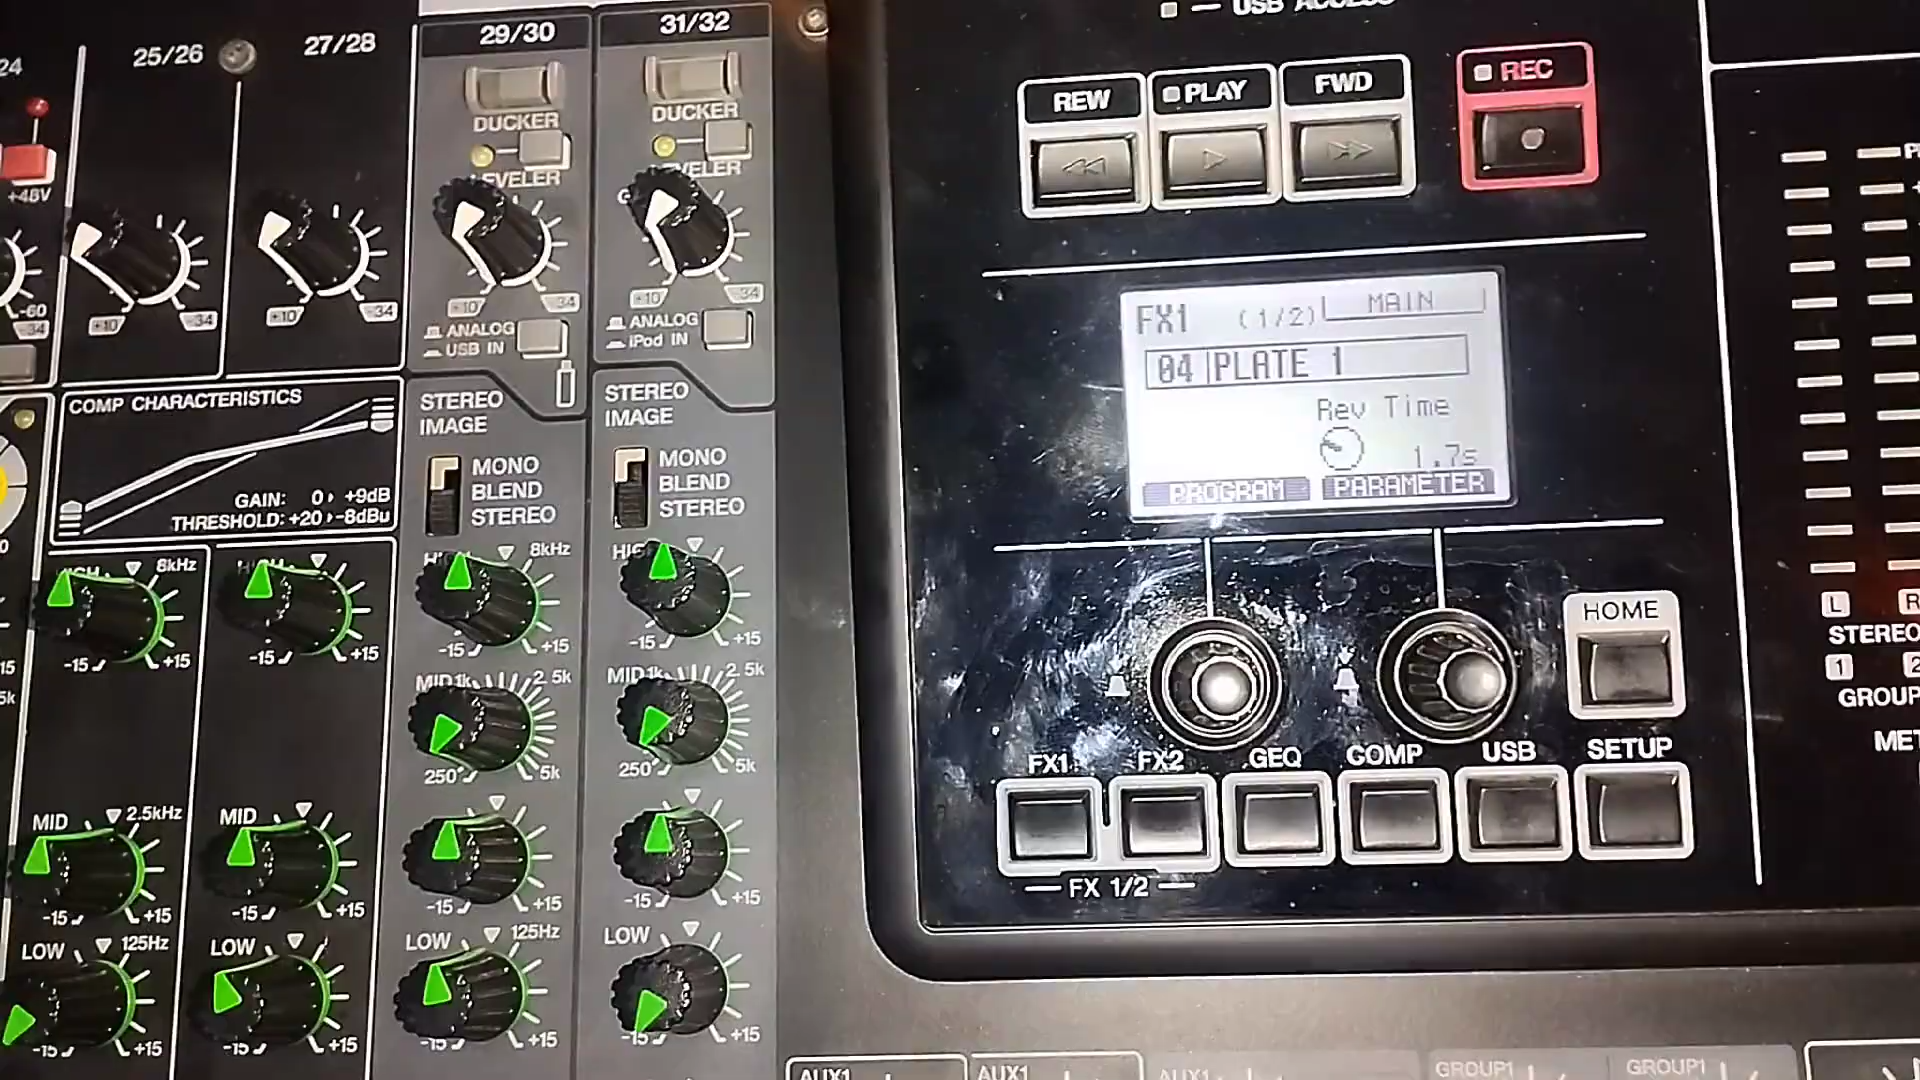 24
25/26
27/28
29/30
31/32
+48V
DUCKER
LEVELER
DUCKER
LEVELER
-60
-34
+10 -34
+10 -34
+10 -34
+10 -34
ANALOG
USB IN
ANALOG
iPod IN
COMP CHARACTERISTICS
GAIN: 0 +9dB
THRESHOLD: +20 -8dBu
STEREO
IMAGE
MONO
BLEND
STEREO
STEREO
IMAGE
MONO
BLEND
STEREO
HIGH 8kHz
-15 +15
HIGH
-15 +15
HIGH 8kHz
-15 +15
HIGH
-15 +15
MID 1k 2.5k
250 5k
MID 1k 2.5k
250 5k
MID 2.5kHz
-15 +15
MID
-15 +15
-15 +15
-15 +15
LOW 125Hz
-15 +15
LOW
-15 +15
LOW 125Hz
-15 +15
LOW
-15 +15
USB ACCESS
REW
PLAY
FWD
REC
FX1 (1/2) MAIN
04 PLATE 1
Rev Time
1.7s
PROGRAM PARAMETER
HOME
FX1
FX2
GEQ
COMP
USB
SETUP
FX 1/2
L
R
STEREO
1
2
GROUP
AUX1
AUX1
AUX1
GROUP1
GROUP1